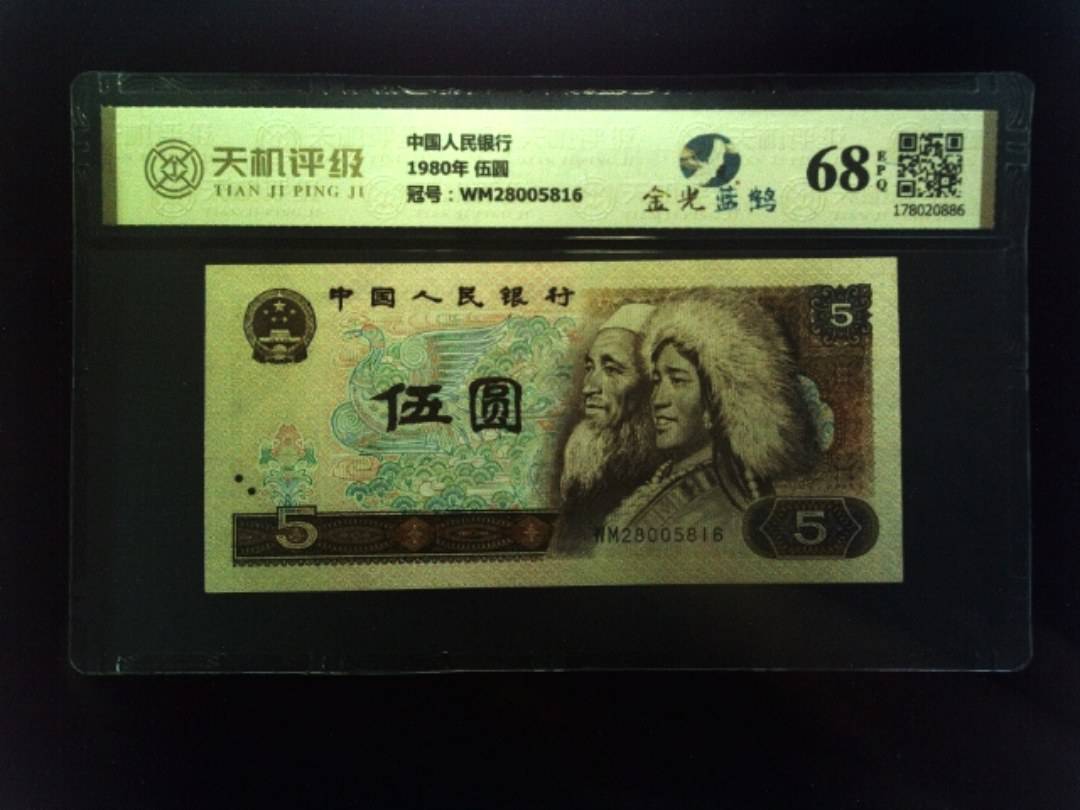 天机评级
TIAN JI PING JI
中国人民银行
1980年 伍圆
冠号：WM28005816
金光蓝鹤
68 EPQ
178020886
中国人民银行
5
伍圆
5
WM28005816
5